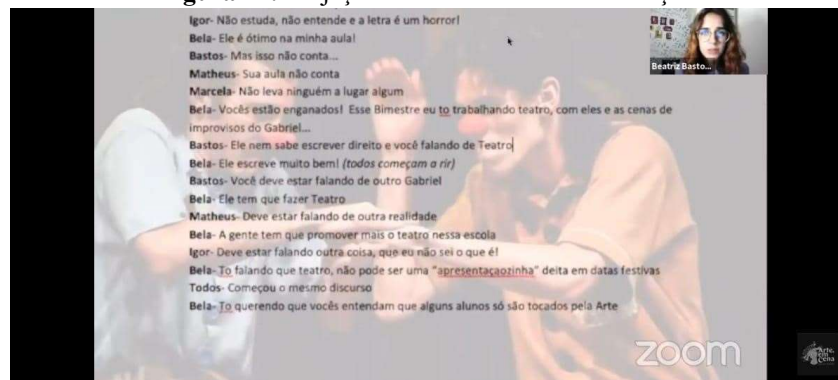 Igor- Não estuda, não entende e a letra é um horror!
Bela- Ele é ótimo na minha aula!
Bastos- Mas isso não conta...
Matheus- Sua aula não conta
Marcela- Não leva ninguém a lugar algum
Bela- Vocês estão enganados! Esse Bimestre eu to trabalhando teatro, com eles e as cenas de
improvisos do Gabriel...
Bastos- Ele nem sabe escrever direito e você falando de Teatro
Bela- Ele escreve muito bem! (todos começam a rir)
Bastos- Você deve estar falando de outro Gabriel
Bela- Ele tem que fazer Teatro
Matheus- Deve estar falando de outra realidade
Bela- A gente tem que promover mais o teatro nessa escola
Igor- Deve estar falando outra coisa, que eu não sei o que é!
Bela- To falando que teatro, não pode ser uma "apresentaçaozinha" deita em datas festivas
Todos- Começou o mesmo discurso
Bela- To querendo que vocês entendam que alguns alunos só são tocados pela Arte
Beatriz Basto...
zoom
Arte
em
Cena